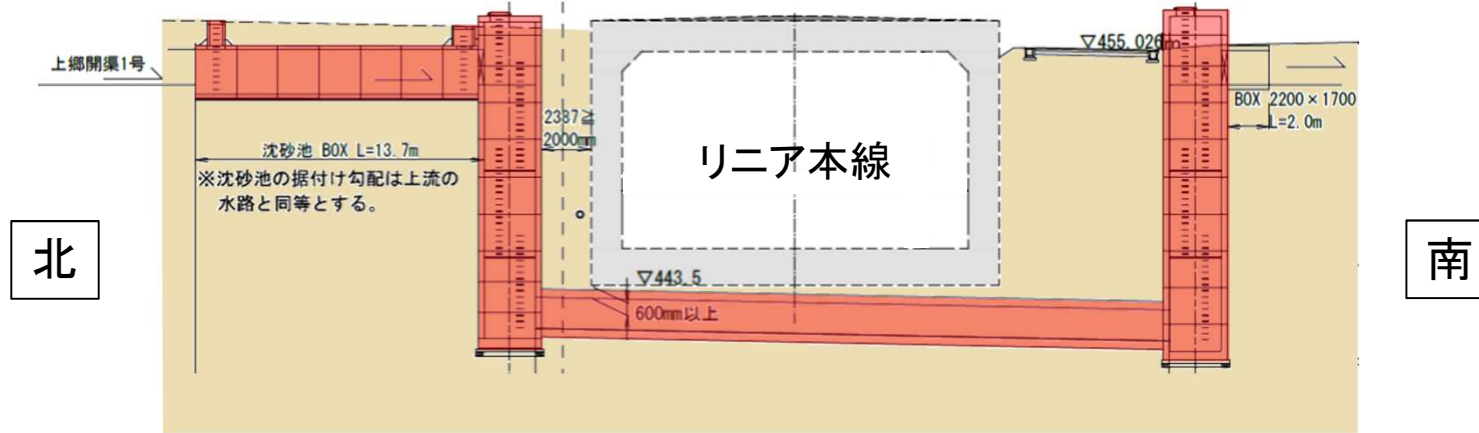 上郷開渠1号
▽455.026m
2387≧
2000mm
BOX 2200×1700
L=2.0m
沈砂池 BOX L=13.7m
※沈砂池の据付け勾配は上流の
水路と同等とする。
リニア本線
北
南
▽443.5
600mm以上